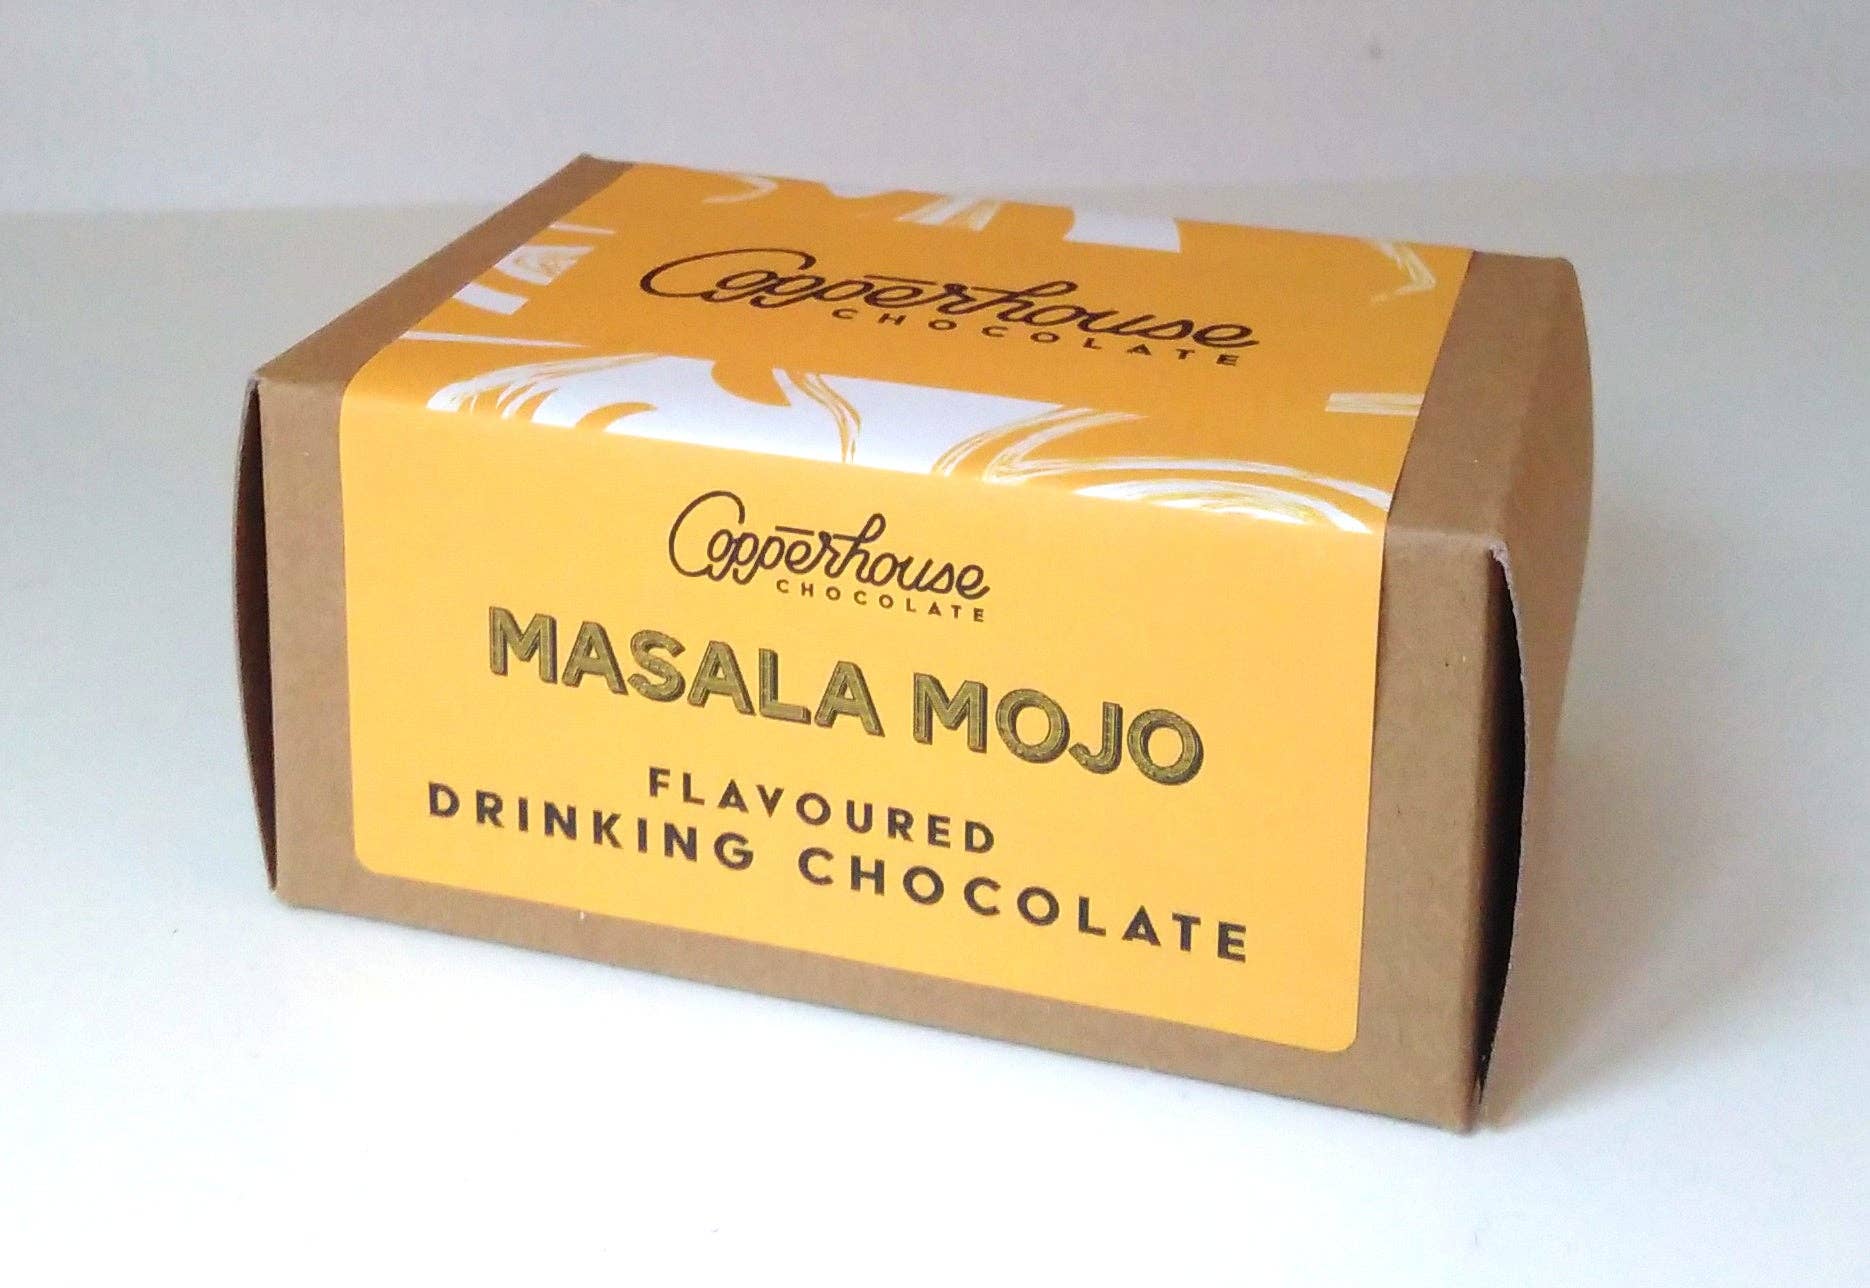 Copperhouse
CHOCOLATE
Copperhouse
CHOCOLATE
MASALA MOJO
FLAVOURED
DRINKING CHOCOLATE